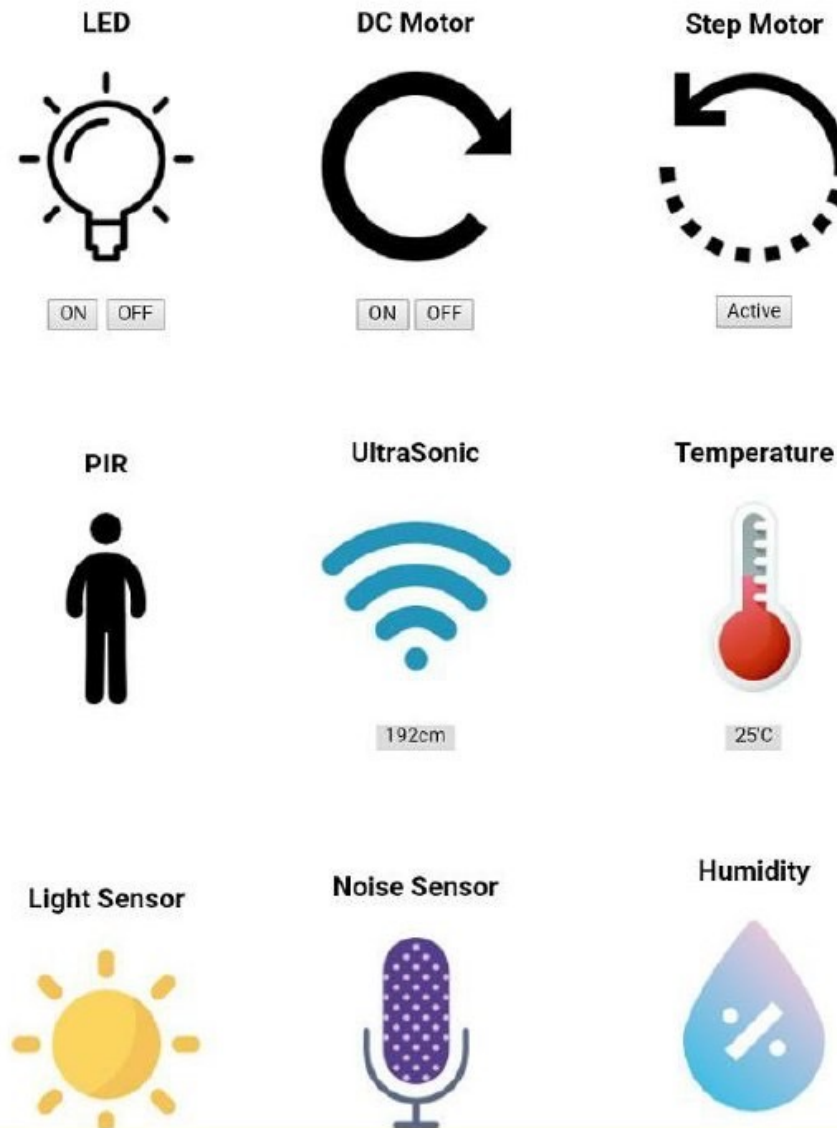 LED
DC Motor
Step Motor
ON OFF
ON OFF
Active
PIR
UltraSonic
Temperature
192cm
25'C
Light Sensor
Noise Sensor
Humidity
%